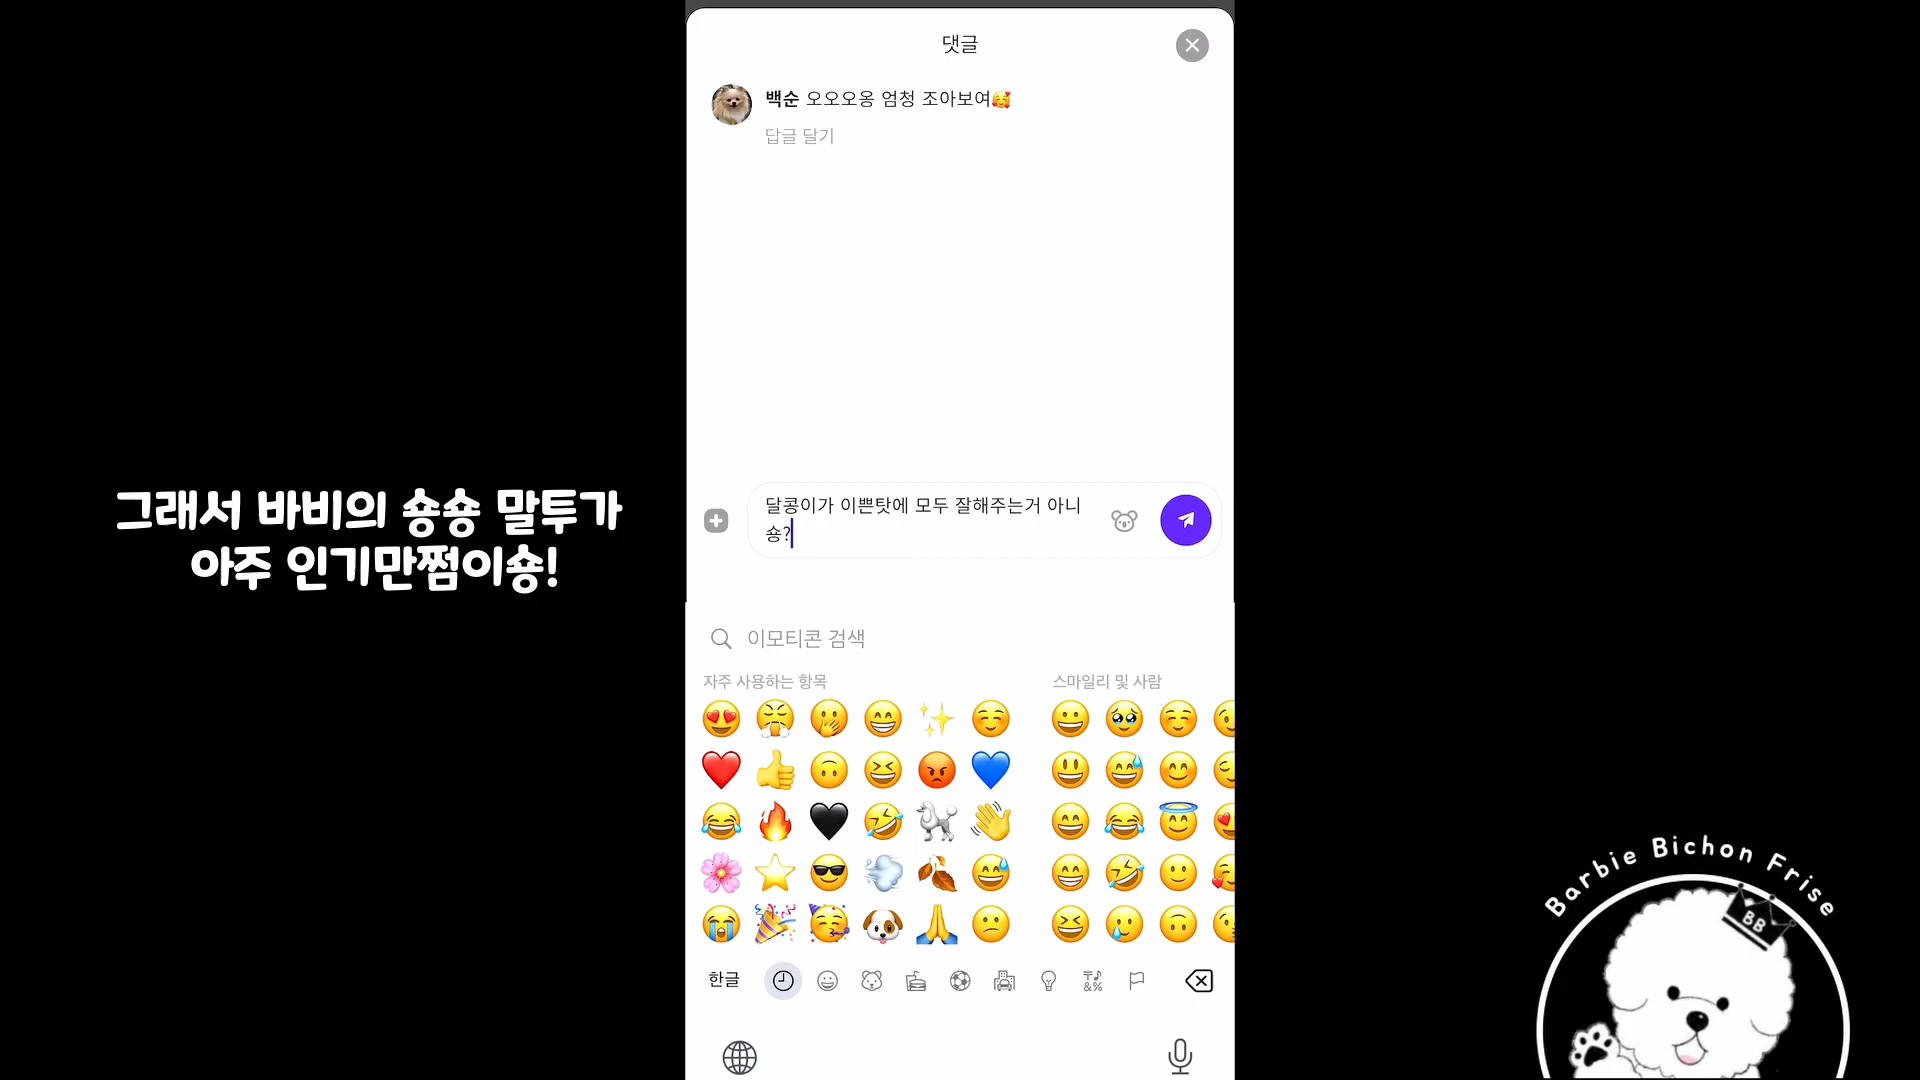 댓글
백순 오오오옹 엄청 조아보여🥰
답글 달기
그래서 바비의 숑숑 말투가
아주 인기만쩜이숑!
달콩이가 이쁜탓에 모두 잘해주는거 아니
숑?
이모티콘 검색
자주 사용하는 항목
스마일리 및 사람
한글
Barbie Bichon Frise
BB